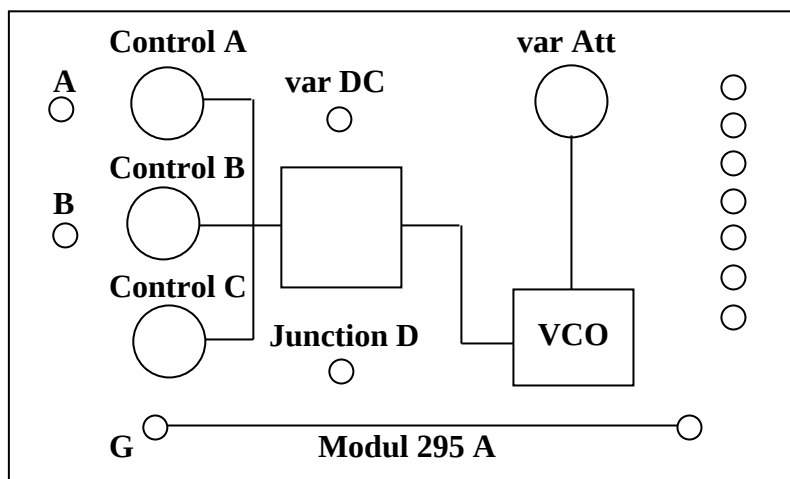 Control A
var Att
A
var DC
Control B
B
Control C
Junction D
VCO
G
Modul 295 A